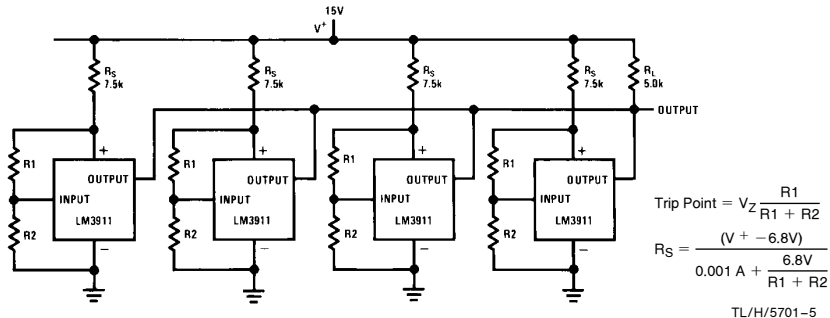 15V
V+
RS
7.5k
RS
7.5k
RS
7.5k
RS
7.5k
RL
5.0k
OUTPUT
R1
+
OUTPUT
INPUT
LM3911
R2
−
R1
+
OUTPUT
INPUT
LM3911
R2
−
R1
+
OUTPUT
INPUT
LM3911
R2
−
R1
+
OUTPUT
INPUT
LM3911
R2
−
Trip Point = VZ R1 / R1 + R2
RS = (V + −6.8V) / 0.001 A + 6.8V / R1 + R2
TL/H/5701–5